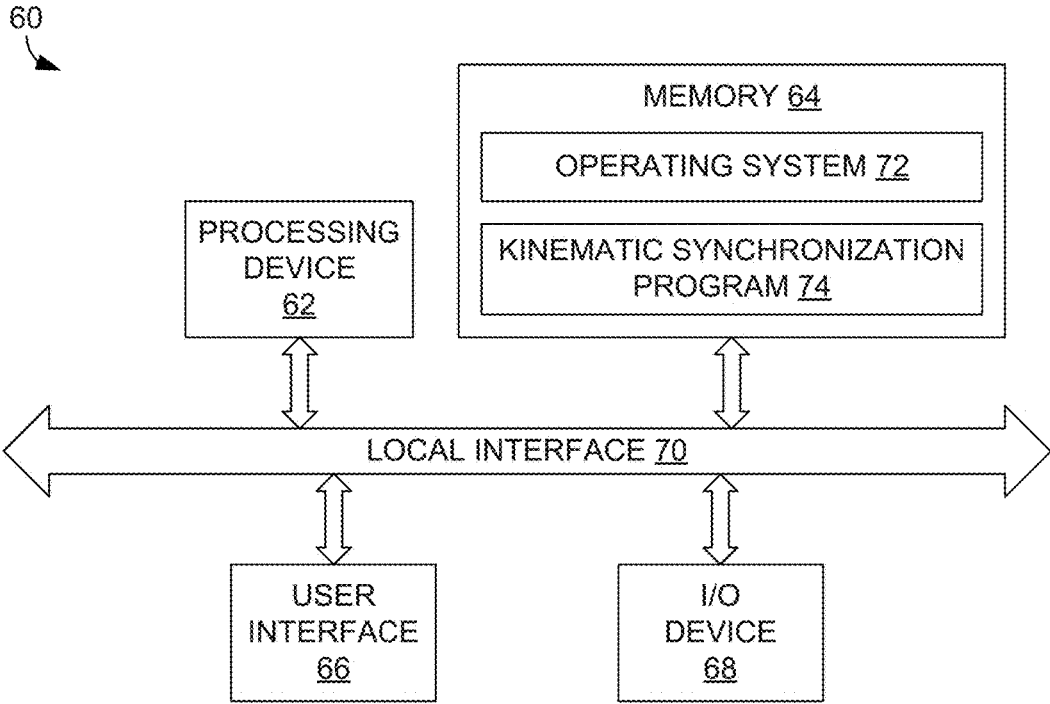 60
MEMORY 64
OPERATING SYSTEM 72
PROCESSING
DEVICE
62
KINEMATIC SYNCHRONIZATION
PROGRAM 74
LOCAL INTERFACE 70
USER
INTERFACE
66
I/O
DEVICE
68